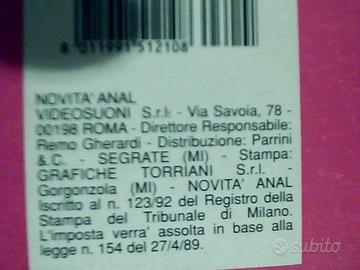 8 011991 512108
NOVITA' ANAL
VIDEOSUONI S.r.l. - Via Savoia, 78 -
00198 ROMA - Direttore Responsabile:
Remo Gherardi - Distribuzione: Parrini
& C. - SEGRATE (MI) - Stampa:
GRAFICHE TORRIANI S.r.l. -
Gorgonzola (MI) - NOVITA' ANAL
Iscritto al n. 123/92 del Registro della
Stampa del Tribunale di Milano.
L'imposta verra' assolta in base alla
legge n. 154 del 27/4/89.
subito